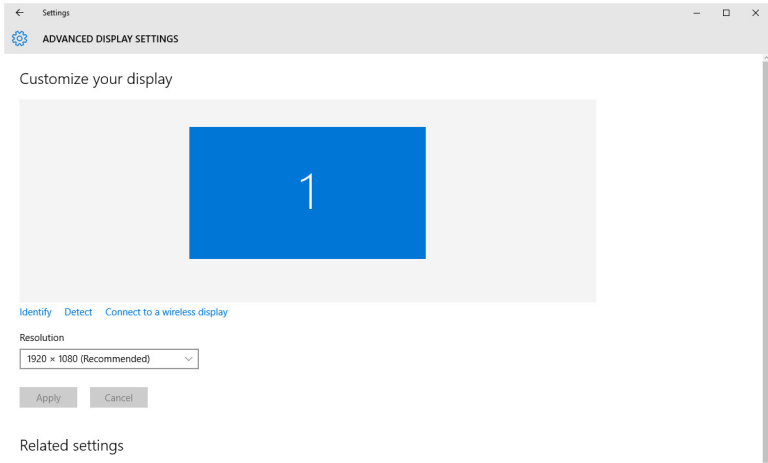 Settings
ADVANCED DISPLAY SETTINGS
Customize your display
1
Identify Detect Connect to a wireless display
Resolution
1920 × 1080 (Recommended)
Apply Cancel
Related settings